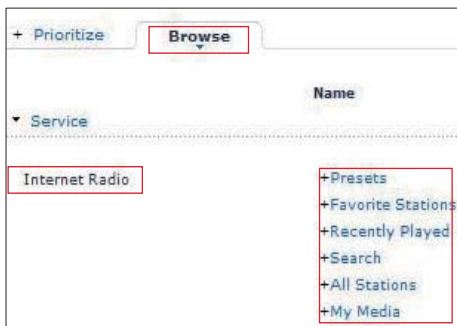 + Prioritize Browse
Name
Service
Internet Radio +Presets
+Favorite Stations
+Recently Played
+Search
+All Stations
+My Media